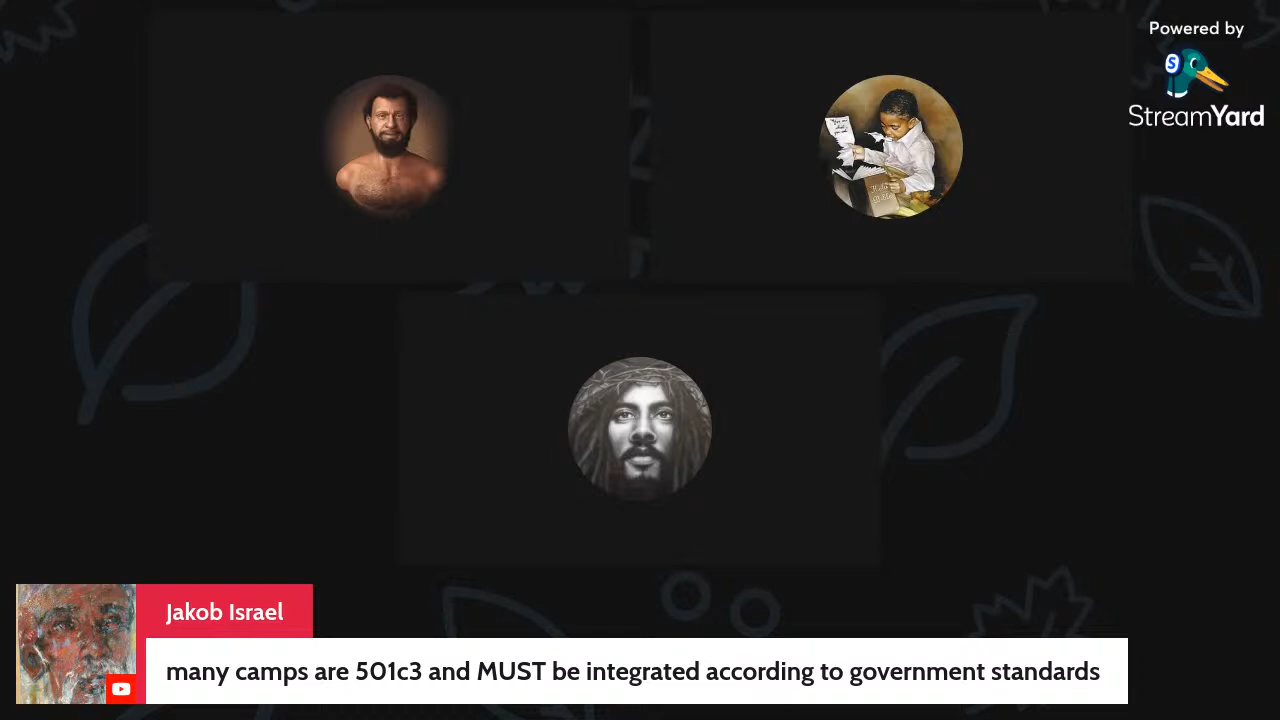 Powered by
StreamYard
Jakob Israel
many camps are 501c3 and MUST be integrated according to government standards